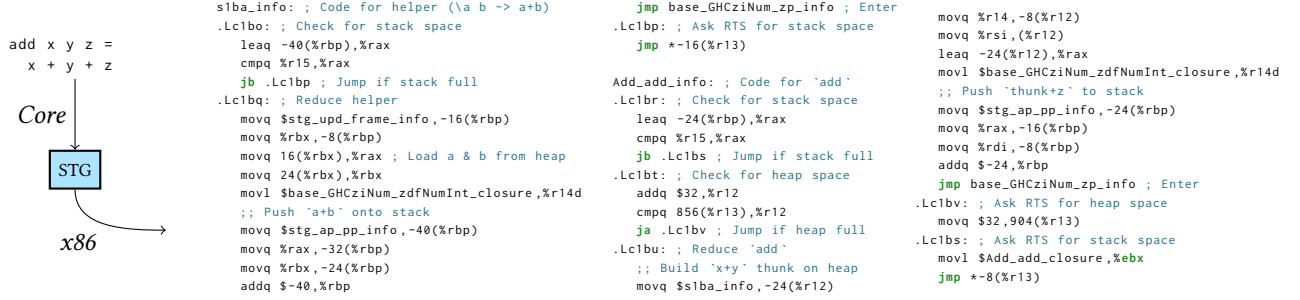 add x y z =
x + y + z
Core
STG
x86
s1ba_info: ; Code for helper (\a b -> a+b)
.Lc1bo: ; Check for stack space
leaq -40(%rbp),%rax
cmpq %r15,%rax
jb .Lc1bp ; Jump if stack full
.Lc1bq: ; Reduce helper
movq $stg_upd_frame_info,-16(%rbp)
movq %rbx,-8(%rbp)
movq 16(%rbx),%rax ; Load a & b from heap
movq 24(%rbx),%rbx
movl $base_GHCziNum_zdfNumInt_closure,%r14d
;; Push `a+b` onto stack
movq $stg_ap_pp_info,-40(%rbp)
movq %rax,-32(%rbp)
movq %rbx,-24(%rbp)
addq $-40,%rbp
jmp base_GHCziNum_zp_info ; Enter
.Lc1bp: ; Ask RTS for stack space
jmp *-16(%r13)
Add_add_info: ; Code for `add`
.Lc1br: ; Check for stack space
leaq -24(%rbp),%rax
cmpq %r15,%rax
jb .Lc1bs ; Jump if stack full
.Lc1bt: ; Check for heap space
addq $32,%r12
cmpq 856(%r13),%r12
ja .Lc1bv ; Jump if heap full
.Lc1bu: ; Reduce `add`
;; Build `x+y` thunk on heap
movq $s1ba_info,-24(%r12)
movq %r14,-8(%r12)
movq %rsi,(%r12)
leaq -24(%r12),%rax
movl $base_GHCziNum_zdfNumInt_closure,%r14d
;; Push `thunk+z` to stack
movq $stg_ap_pp_info,-24(%rbp)
movq %rax,-16(%rbp)
movq %rdi,-8(%rbp)
addq $-24,%rbp
jmp base_GHCziNum_zp_info ; Enter
.Lc1bv: ; Ask RTS for heap space
movq $32,904(%r13)
.Lc1bs: ; Ask RTS for stack space
movl $Add_add_closure,%ebx
jmp *-8(%r13)